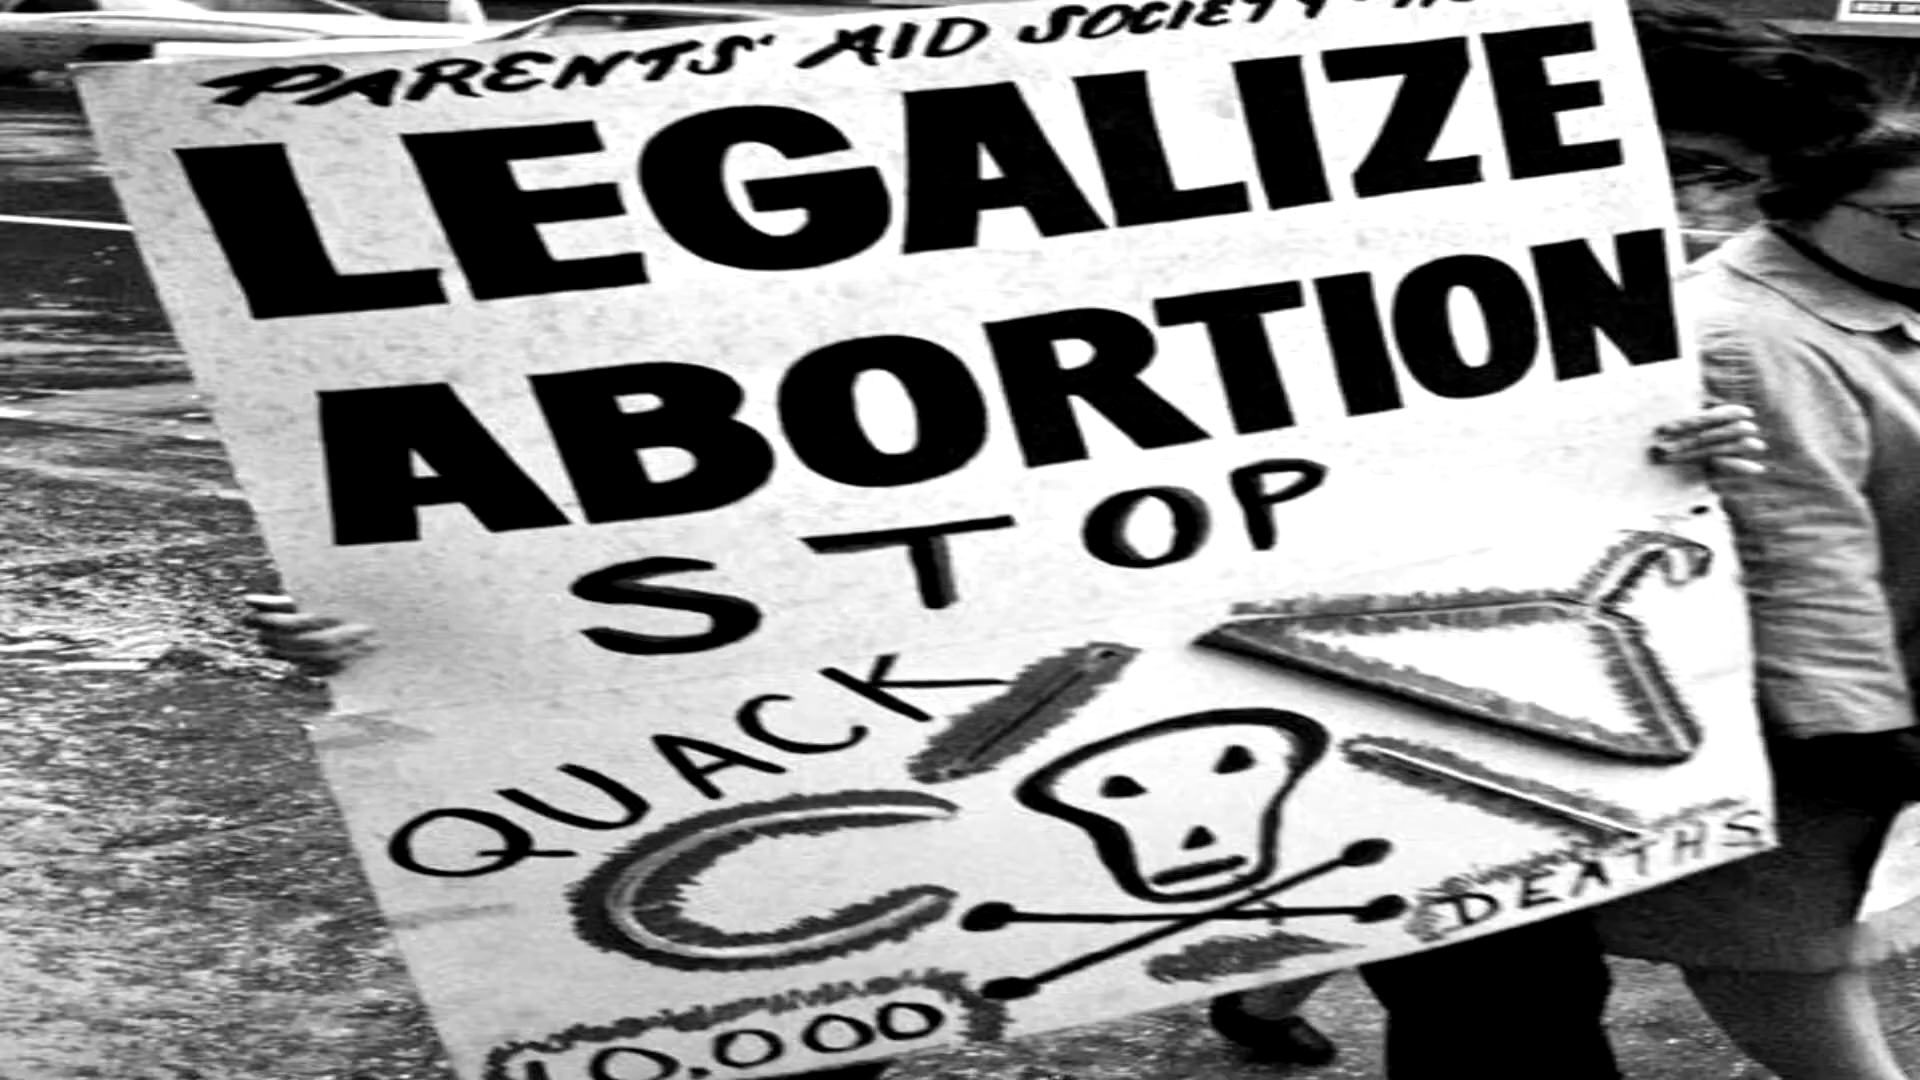 PARENTS' AID SOCIETY
LEGALIZE
ABORTION
STOP
QUACK
DEATHS
10,000